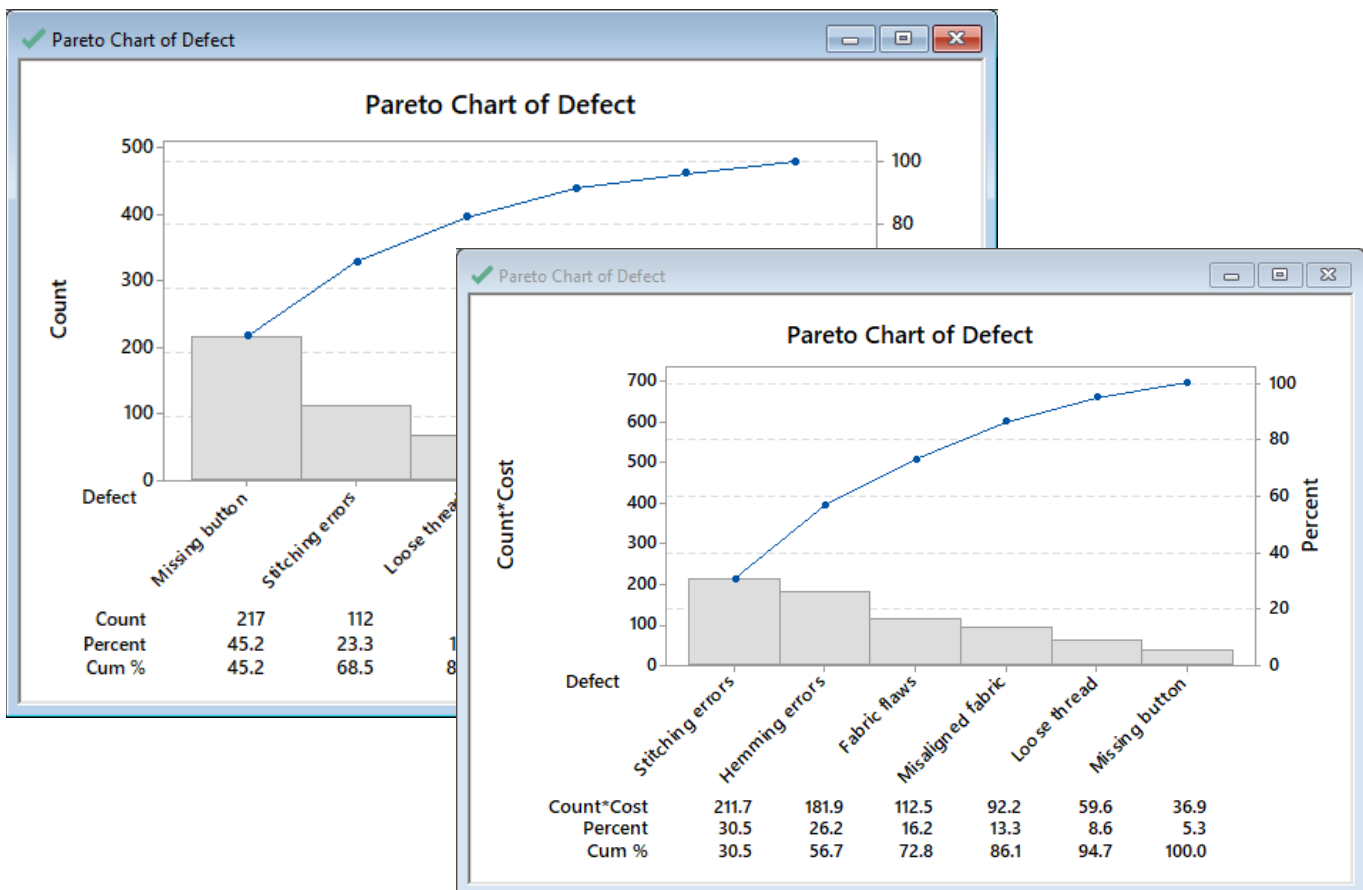 Pareto Chart of Defect
Pareto Chart of Defect
500
400
300
200
100
0
100
80
Count
Defect
Missing button
Stitching errors
Loose thread
Count 217 112
Percent 45.2 23.3 1
Cum % 45.2 68.5 8
Pareto Chart of Defect
Pareto Chart of Defect
700
600
500
400
300
200
100
0
100
80
60
40
20
0
Count*Cost
Percent
Defect
Stitching errors
Hemming errors
Fabric flaws
Misaligned fabric
Loose thread
Missing button
Count*Cost 211.7 181.9 112.5 92.2 59.6 36.9
Percent 30.5 26.2 16.2 13.3 8.6 5.3
Cum % 30.5 56.7 72.8 86.1 94.7 100.0